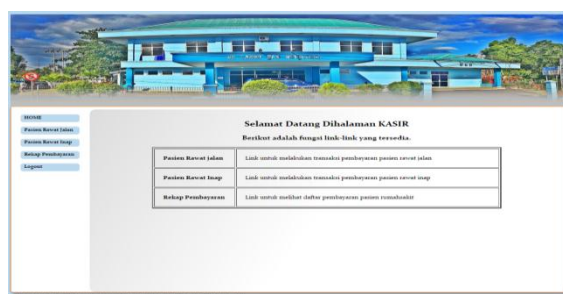 HOME
Pasien Rawat Jalan
Pasien Rawat Inap
Rekap Pembayaran
Logout
Selamat Datang Dihalaman KASIR
Berikut adalah fungsi link-link yang tersedia.
Pasien Rawat Jalan Link untuk melakukan transaksi pembayaran pasien rawat jalan
Pasien Rawat Inap Link untuk melakukan transaksi pembayaran pasien rawat inap
Rekap Pembayaran Link untuk melihat daftar pembayaran pasien rumahsakit